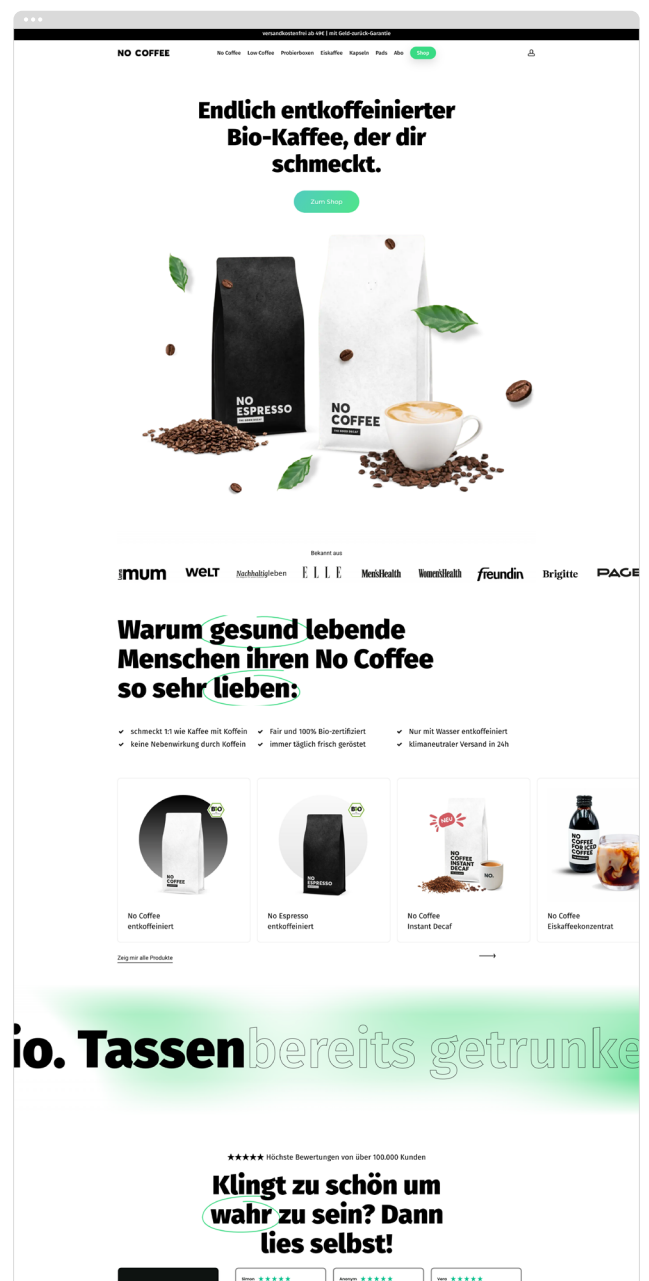 versandkostenfrei ab 49€ | mit Geld-zurück-Garantie
NO COFFEE
No Coffee Low Coffee Probierboxen Eiskaffee Kapseln Pads Abo Shop
Endlich entkoffeinierter
Bio-Kaffee, der dir
schmeckt.
Zum Shop
NO
ESPRESSO
NO
COFFEE
Bekannt aus
mum WELT Nachhaltigleben ELLE Men'sHealth Women'sHealth freundin Brigitte PAGE
Warum gesund lebende
Menschen ihren No Coffee
so sehr lieben:
schmeckt 1:1 wie Kaffee mit Koffein
Fair und 100% Bio-zertifiziert
Nur mit Wasser entkoffeiniert
keine Nebenwirkung durch Koffein
immer täglich frisch geröstet
klimaneutraler Versand in 24h
BIO
NO
COFFEE
BIO
NO
ESPRESSO
NEU
NO
COFFEE
INSTANT
DECAF
NO.
NO
COFFEE
FOR ICED
COFFEE
No Coffee
entkoffeiniert
No Espresso
entkoffeiniert
No Coffee
Instant Decaf
No Coffee
Eiskaffeekonzentrat
Zeig mir alle Produkte
io. Tassen bereits getrunke
★★★★★ Höchste Bewertungen von über 100.000 Kunden
Klingt zu schön um
wahr zu sein? Dann
lies selbst!
Simon ★★★★★
Anonym ★★★★★
Vera ★★★★★